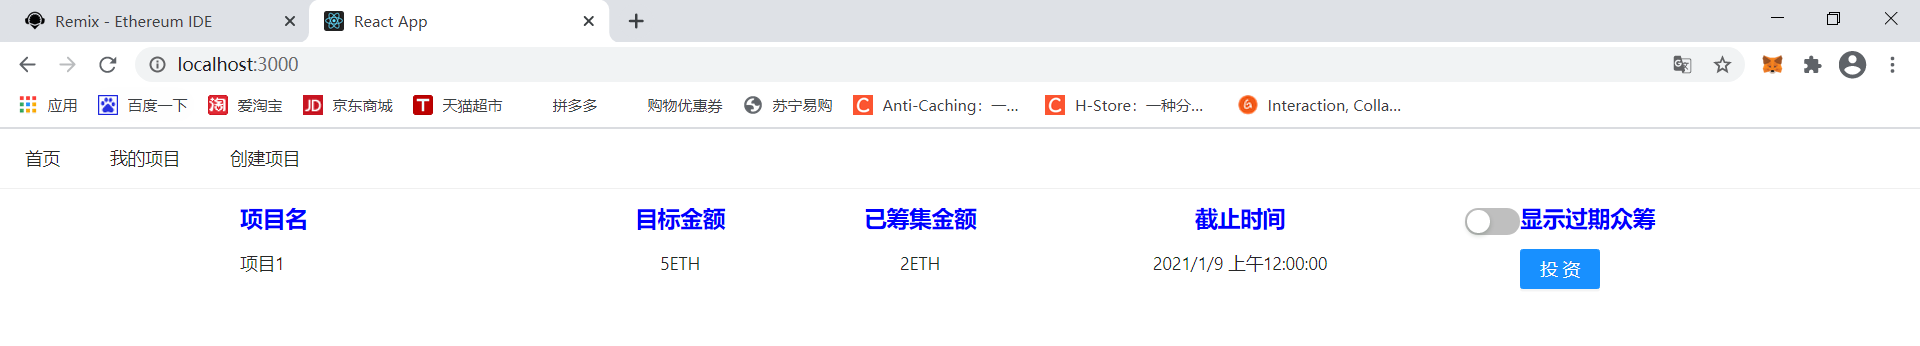 Remix - Ethereum IDE
React App
localhost:3000
应用 百度一下 淘 爱淘宝 JD 京东商城 T 天猫超市 拼多多 购物优惠券 苏宁易购 C Anti-Caching：一... C H-Store：一种分... Interaction, Colla...
首页 我的项目 创建项目
项目名 目标金额 已筹集金额 截止时间 显示过期众筹
项目1 5ETH 2ETH 2021/1/9 上午12:00:00 投 资